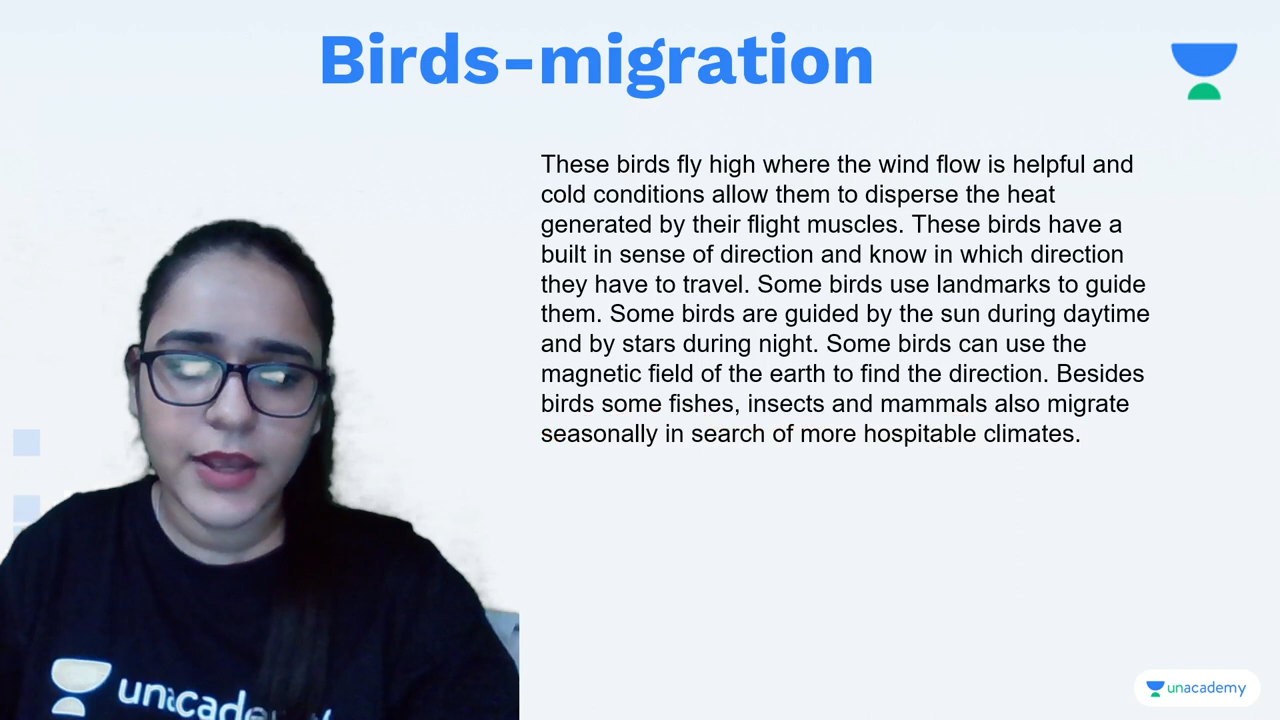 Birds-migration
These birds fly high where the wind flow is helpful and
cold conditions allow them to disperse the heat
generated by their flight muscles. These birds have a
built in sense of direction and know in which direction
they have to travel. Some birds use landmarks to guide
them. Some birds are guided by the sun during daytime
and by stars during night. Some birds can use the
magnetic field of the earth to find the direction. Besides
birds some fishes, insects and mammals also migrate
seasonally in search of more hospitable climates.
unacademy